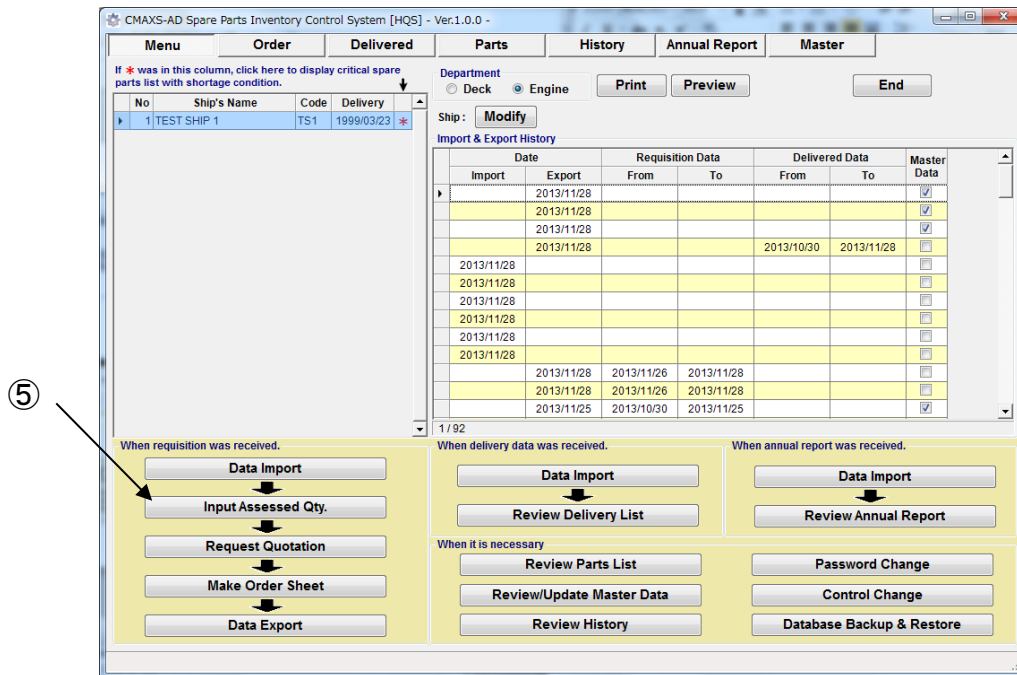 CMAXS-AD Spare Parts Inventory Control System [HQS] - Ver.1.0.0 -
Menu Order Delivered Parts History Annual Report Master
If * was in this column, click here to display critical spare
parts list with shortage condition.
No Ship's Name Code Delivery
1 TEST SHIP 1 TS1 1999/03/23 *
Department
Deck Engine Print Preview End
Ship : Modify
Import & Export History
Date Requisition Data Delivered Data Master Data
Import Export From To From To
2013/11/28
2013/11/28
2013/11/28
2013/11/28 2013/10/30 2013/11/28
2013/11/28
2013/11/28
2013/11/28
2013/11/28
2013/11/28
2013/11/28
2013/11/28 2013/11/26 2013/11/28
2013/11/28 2013/11/26 2013/11/28
2013/11/25 2013/10/30 2013/11/25
1 / 92
⑤
When requisition was received.
Data Import
Input Assessed Qty.
Request Quotation
Make Order Sheet
Data Export
When delivery data was received.
Data Import
Review Delivery List
When annual report was received.
Data Import
Review Annual Report
When it is necessary
Review Parts List Password Change
Review/Update Master Data Control Change
Review History Database Backup & Restore